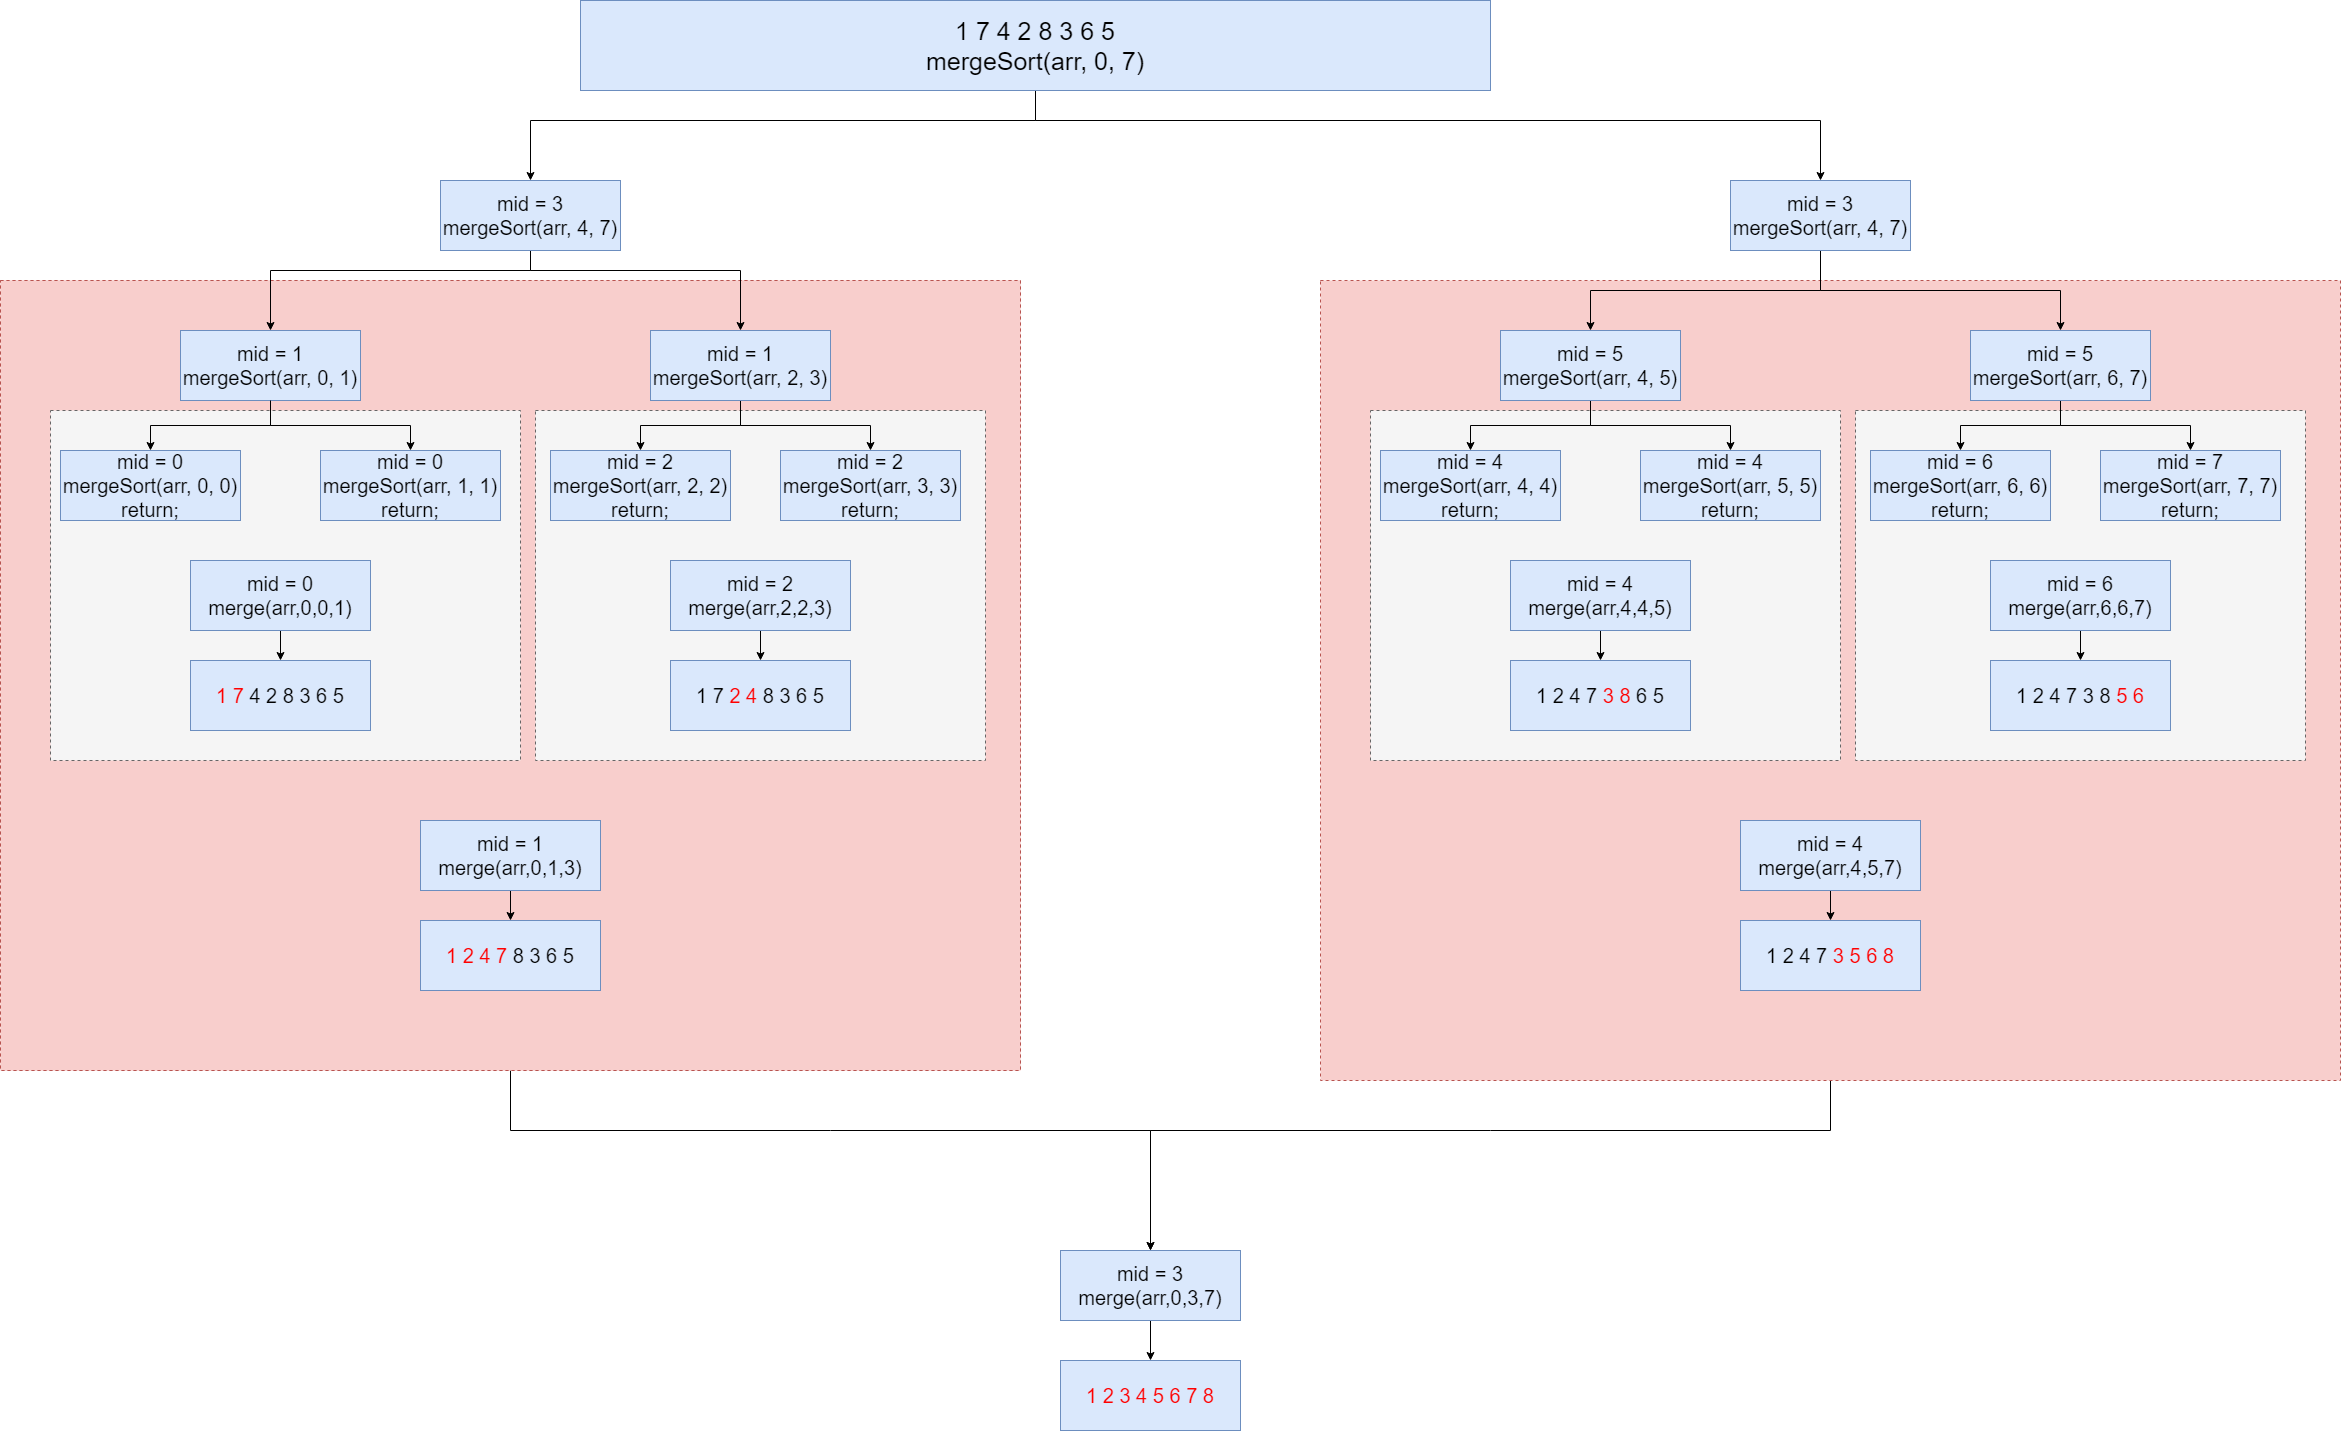 1 7 4 2 8 3 6 5
mergeSort(arr, 0, 7)
mid = 3
mergeSort(arr, 4, 7)
mid = 3
mergeSort(arr, 4, 7)
mid = 1
mergeSort(arr, 0, 1)
mid = 1
mergeSort(arr, 2, 3)
mid = 5
mergeSort(arr, 4, 5)
mid = 5
mergeSort(arr, 6, 7)
mid = 0
mergeSort(arr, 0, 0)
return;
mid = 0
mergeSort(arr, 1, 1)
return;
mid = 2
mergeSort(arr, 2, 2)
return;
mid = 2
mergeSort(arr, 3, 3)
return;
mid = 4
mergeSort(arr, 4, 4)
return;
mid = 4
mergeSort(arr, 5, 5)
return;
mid = 6
mergeSort(arr, 6, 6)
return;
mid = 7
mergeSort(arr, 7, 7)
return;
mid = 0
merge(arr,0,0,1)
mid = 2
merge(arr,2,2,3)
mid = 4
merge(arr,4,4,5)
mid = 6
merge(arr,6,6,7)
1 7 4 2 8 3 6 5
1 7 2 4 8 3 6 5
1 2 4 7 3 8 6 5
1 2 4 7 3 8 5 6
mid = 1
merge(arr,0,1,3)
mid = 4
merge(arr,4,5,7)
1 2 4 7 8 3 6 5
1 2 4 7 3 5 6 8
mid = 3
merge(arr,0,3,7)
1 2 3 4 5 6 7 8